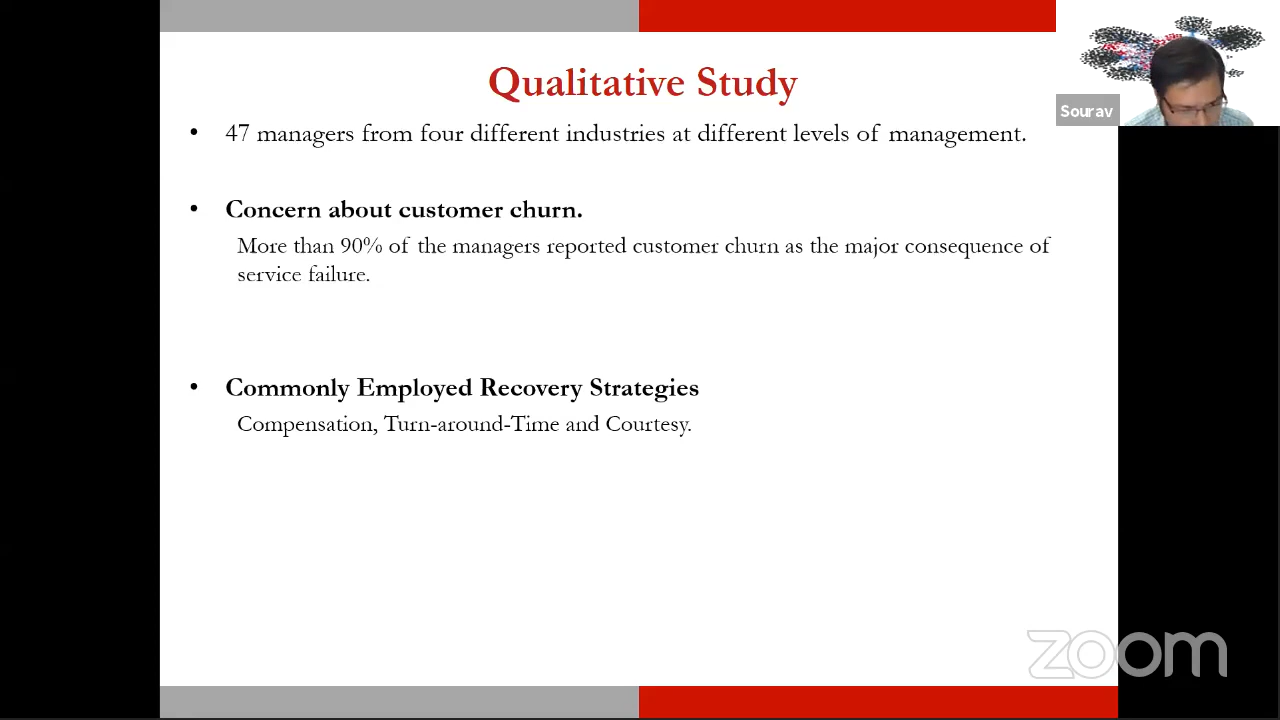 Qualitative Study
Sourav
• 47 managers from four different industries at different levels of management.
• Concern about customer churn.
More than 90% of the managers reported customer churn as the major consequence of
service failure.
• Commonly Employed Recovery Strategies
Compensation, Turn-around-Time and Courtesy.
zoom